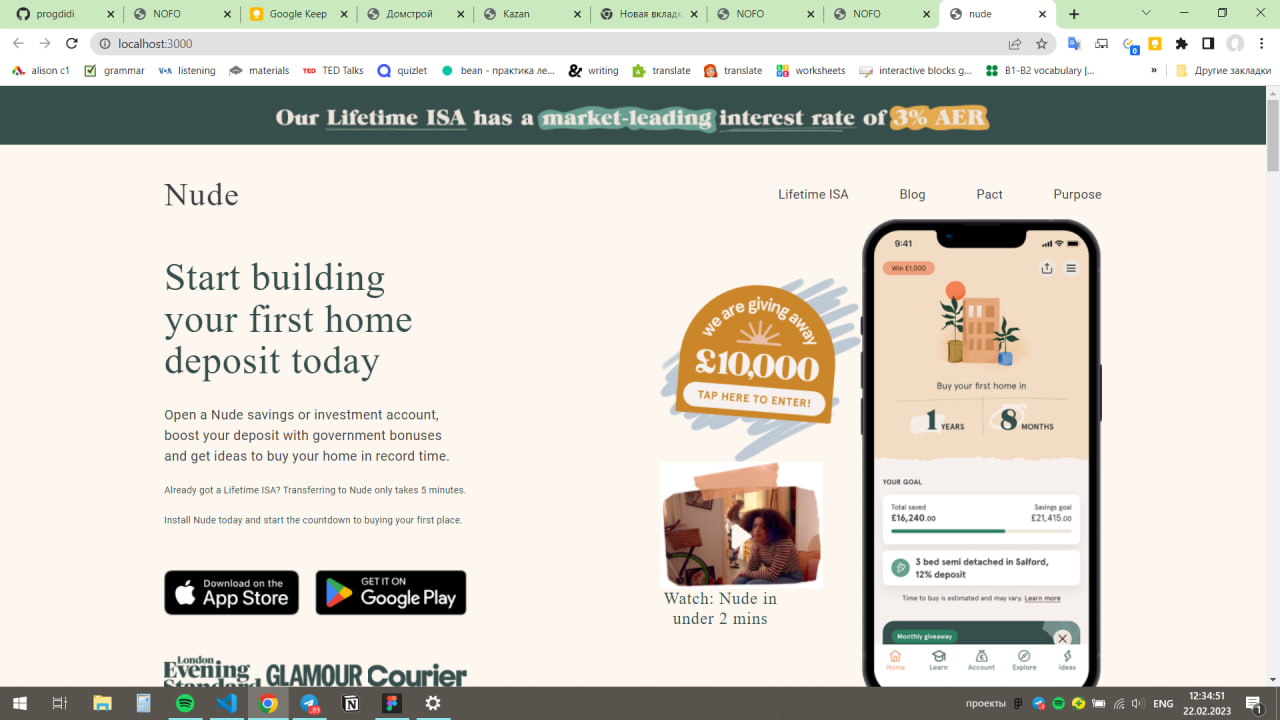 progdidi
NOFO
Google Keep
Домстрой
Kazan
Новая вкладк
NOFO
NOFO
nude
localhost:3000
0
alison c1
grammar
VOA listening
materials
TED TED Talks
quizlet
bean - практика ле...
writing
translate
translate
worksheets
interactive blocks g...
B1-B2 vocabulary |...
»
Другие закладки
Our Lifetime ISA has a market-leading interest rate of 3% AER
Nude
Lifetime ISA
Blog
Pact
Purpose
Start building
your first home
deposit today
Open a Nude savings or investment account,
boost your deposit with government bonuses
and get ideas to buy your home in record time.
Already got a Lifetime ISA? Transferring to Nude only takes 5 minutes.
Install Nude today and start the countdown to buying your first place.
Download on the
App Store
GET IT ON
Google Play
London
Evening
Standard
GLAMOUR
Courier
we are giving away
£10,000
TAP HERE TO ENTER!
Watch: Nude in
under 2 mins
9:41
Win £1,000
Buy your first home in
1 YEARS
8 MONTHS
YOUR GOAL
Total saved
Savings goal
£16,240.00
£21,415.00
3 bed semi detached in Salford,
12% deposit
Time to buy is estimated and may vary. Learn more
Monthly giveaway
Home
Learn
Account
Explore
Ideas
89
проекты
ENG
12:34:51
22.02.2023
1